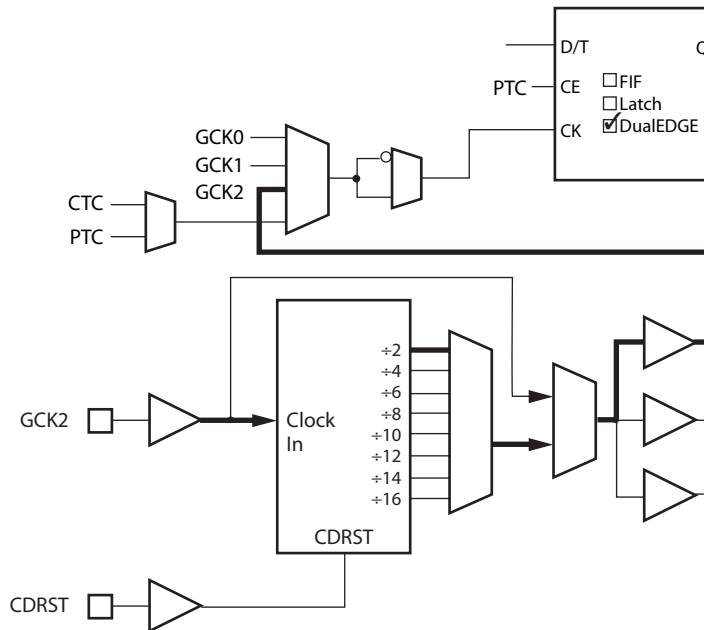 D/T
Q
PTC
CE
FIF
Latch
DualEDGE
CK
GCK0
GCK1
GCK2
CTC
PTC
÷2
÷4
÷6
÷8
÷10
÷12
÷14
÷16
GCK2
Clock
In
CDRST
CDRST